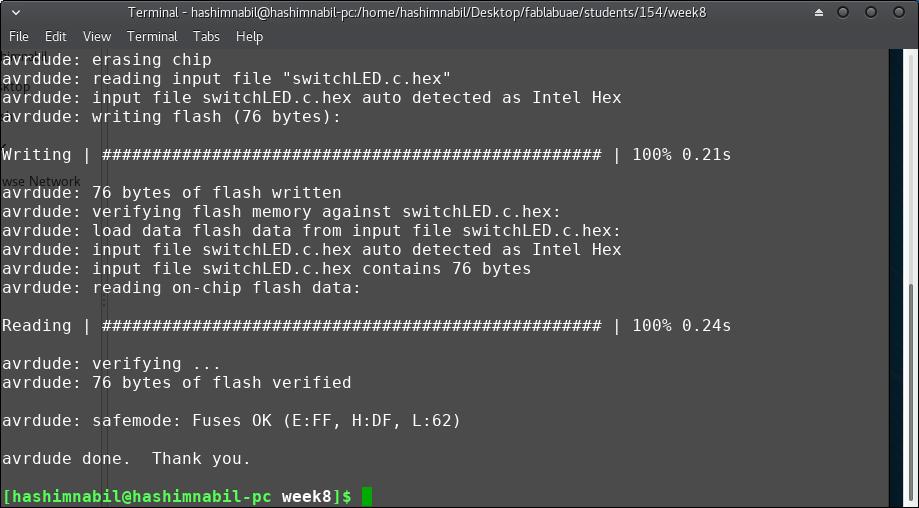 Terminal - hashimnabil@hashimnabil-pc:/home/hashimnabil/Desktop/fablabuae/students/154/week8
File Edit View Terminal Tabs Help
avrdude: erasing chip
avrdude: reading input file "switchLED.c.hex"
avrdude: input file switchLED.c.hex auto detected as Intel Hex
avrdude: writing flash (76 bytes):
Writing | ################################################## | 100% 0.21s
wse Network
avrdude: 76 bytes of flash written
avrdude: verifying flash memory against switchLED.c.hex:
avrdude: load data flash data from input file switchLED.c.hex:
avrdude: input file switchLED.c.hex auto detected as Intel Hex
avrdude: input file switchLED.c.hex contains 76 bytes
avrdude: reading on-chip flash data:
Reading | ################################################## | 100% 0.24s
avrdude: verifying ...
avrdude: 76 bytes of flash verified
avrdude: safemode: Fuses OK (E:FF, H:DF, L:62)
avrdude done.  Thank you.
[hashimnabil@hashimnabil-pc week8]$